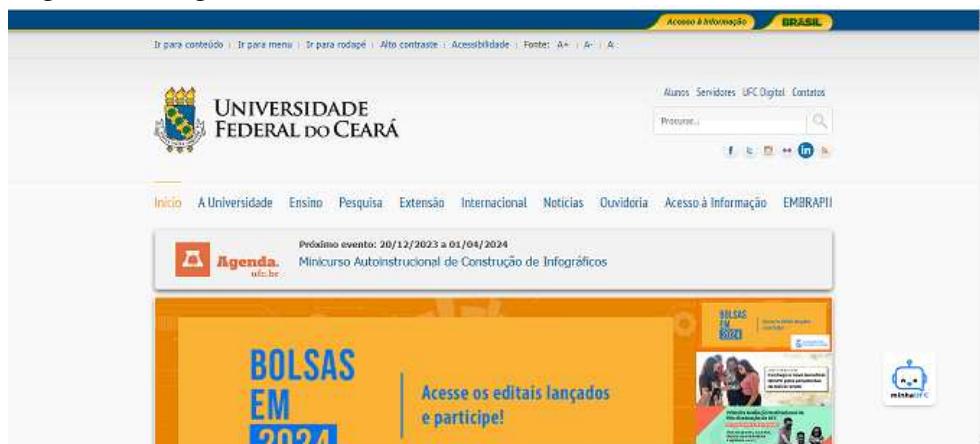 Acesso à Informação BRASIL
Ir para conteúdo | Ir para menu | Ir para rodapé | Alto contraste | Acessibilidade | Fonte: A+ | A- | A
Alunos Servidores UFC Digital Contatos
UNIVERSIDADE
FEDERAL DO CEARÁ
Procurar...
Início A Universidade Ensino Pesquisa Extensão Internacional Notícias Ouvidoria Acesso à Informação EMBRAPII
Próximo evento: 20/12/2023 a 01/04/2024
Agenda.
ufc.br
Minicurso Autoinstrucional de Construção de Infográficos
BOLSAS
EM
2024
Acesse os editais lançados
e participe!
BOLSAS
EM
2024
minhaUFC